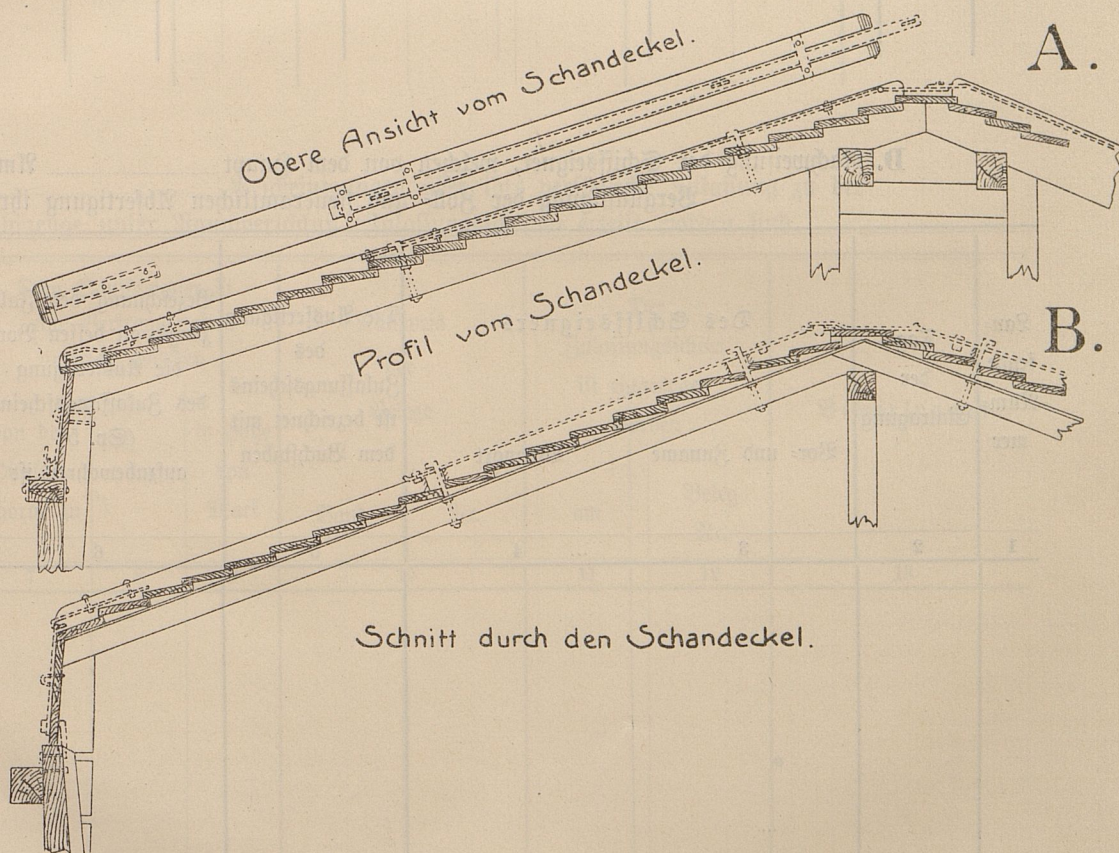 Obere Ansicht vom Schandeckel.
A.
Profil vom Schandeckel.
B.
Schnitt durch den Schandeckel.